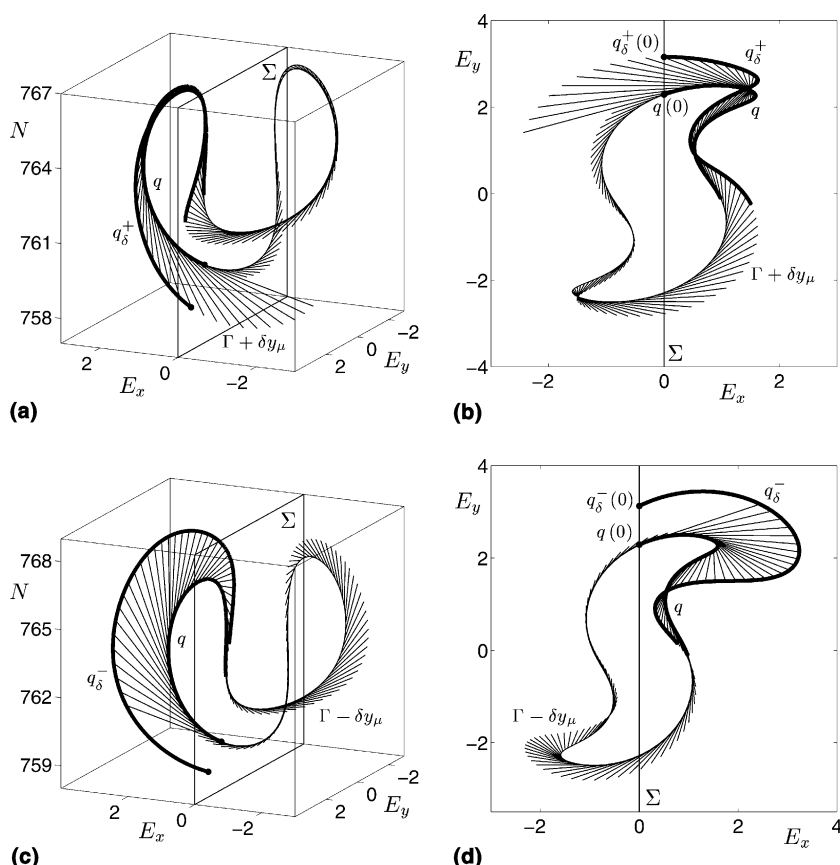 767
764
761
758
N
Σ
q
q_δ^+
Γ + δy_μ
2
0
−2
E_x
2
0
−2
E_y
(a)
4
2
0
−2
−4
E_y
q_δ^+(0)
q_δ^+
q(0)
q
Γ + δy_μ
Σ
−2
0
2
E_x
(b)
768
765
762
759
N
Σ
q
q_δ^−
Γ − δy_μ
2
0
−2
E_x
2
0
−2
E_y
(c)
4
2
0
−2
E_y
q_δ^−(0)
q_δ^−
q(0)
q
Γ − δy_μ
Σ
−2
0
2
4
E_x
(d)